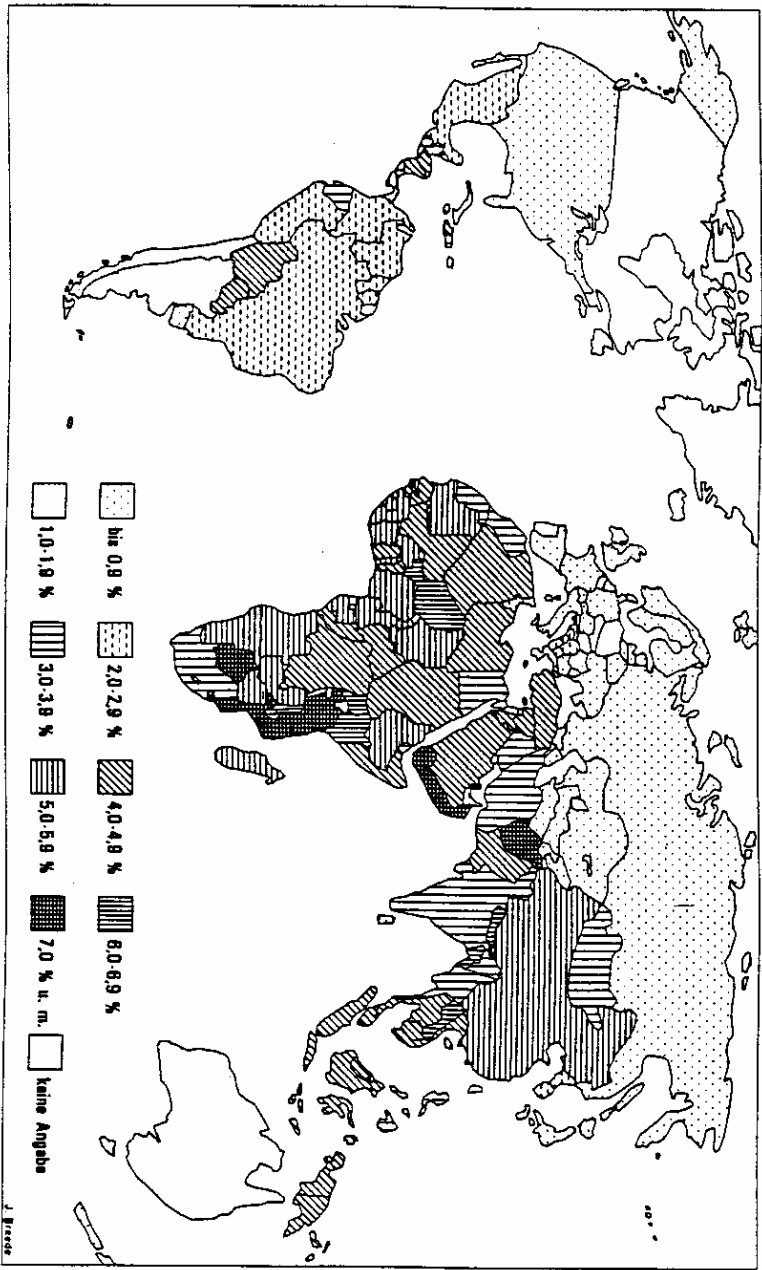 bis 0,9 %
2,0-2,9 %
4,0-4,9 %
6,0-6,9 %
1,0-1,9 %
3,0-3,9 %
5,0-5,9 %
7,0 % u. m.
keine Angabe
J. Breede